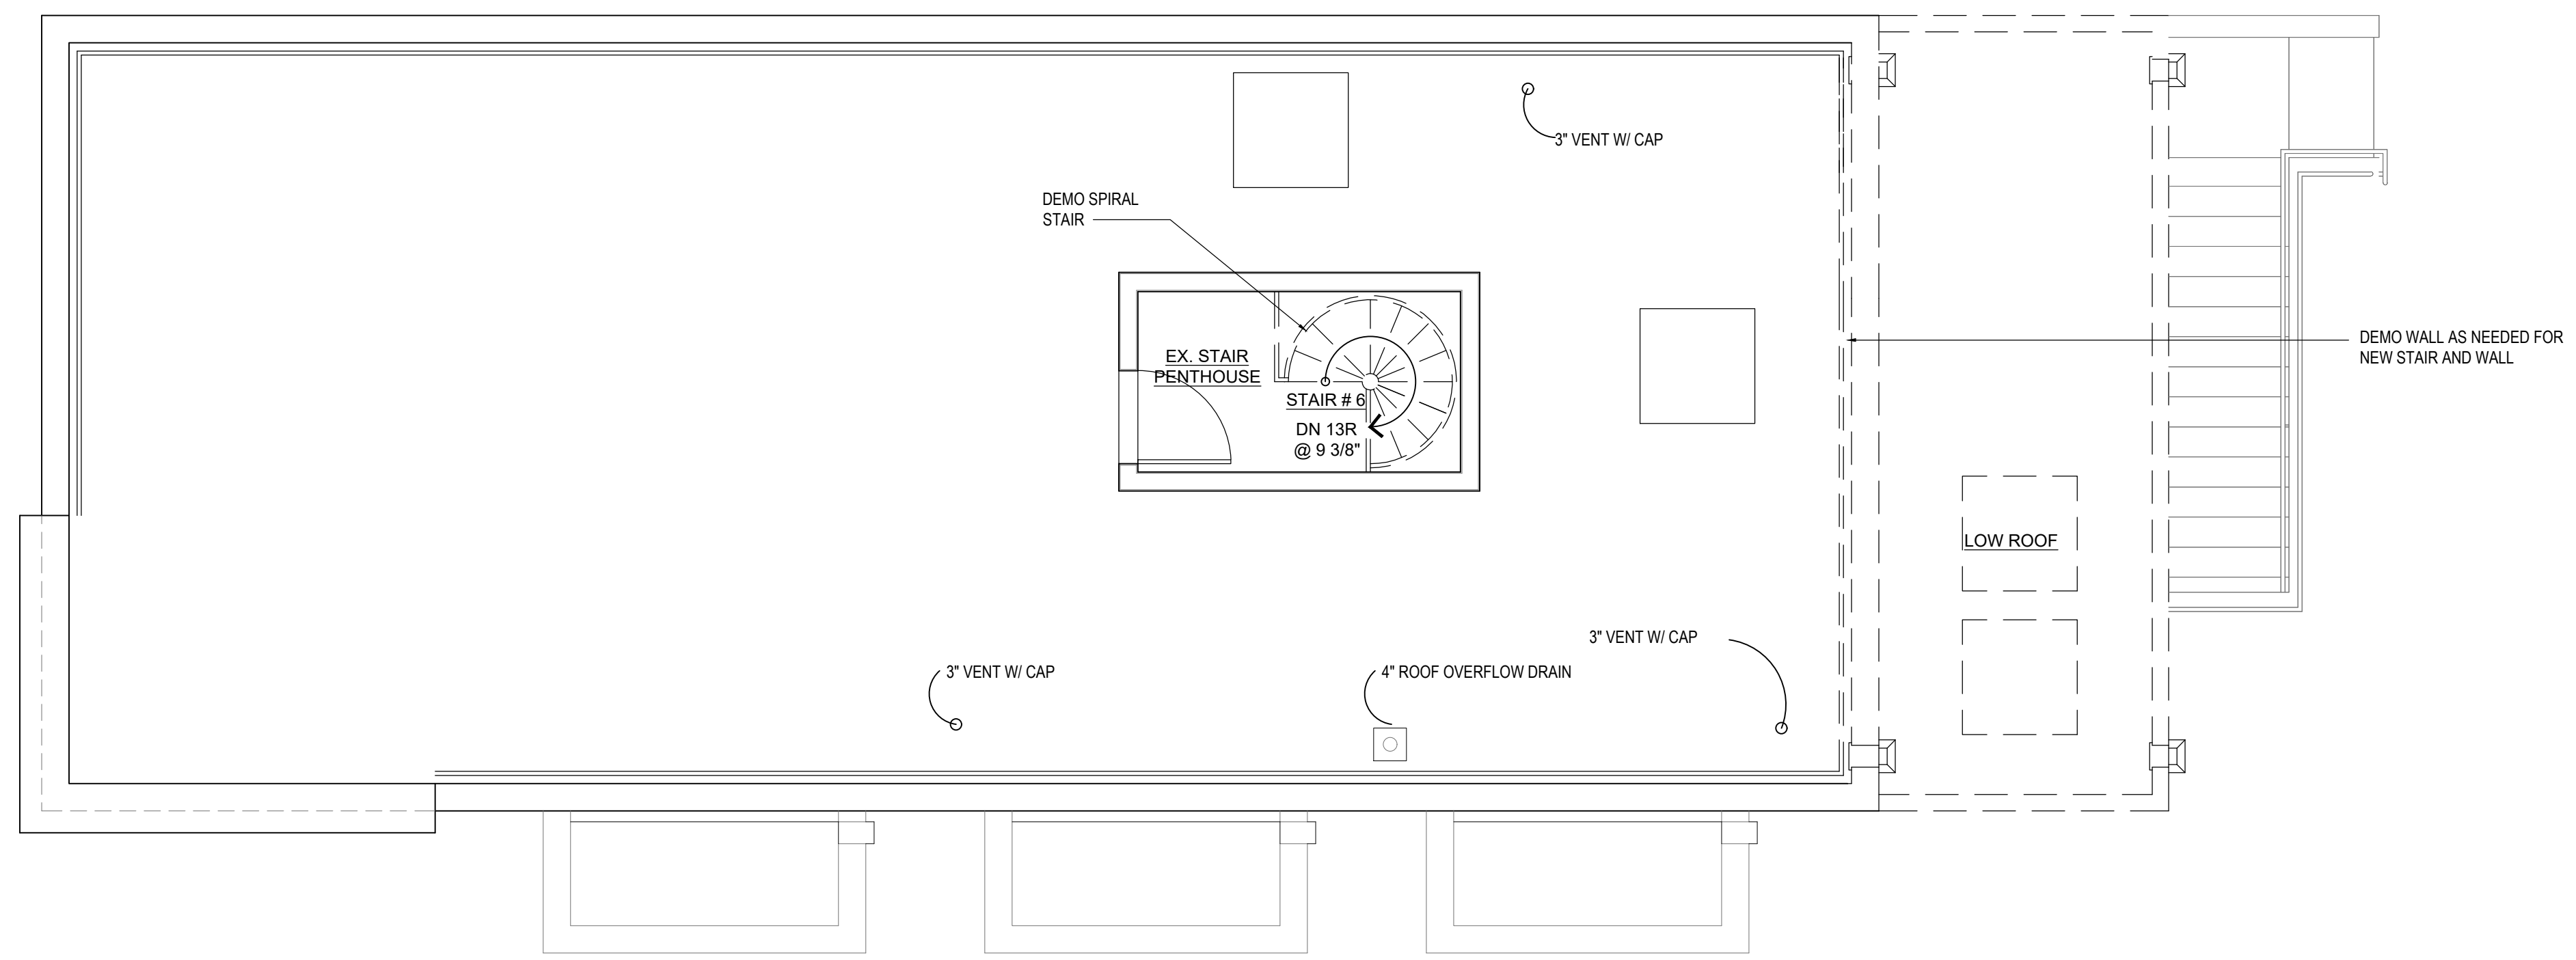 3" VENT W/ CAP
DEMO SPIRAL
STAIR
DEMO WALL AS NEEDED FOR
NEW STAIR AND WALL
EX. STAIR
PENTHOUSE
STAIR # 6
DN 13R
@ 9 3/8"
LOW ROOF
3" VENT W/ CAP
3" VENT W/ CAP
4" ROOF OVERFLOW DRAIN